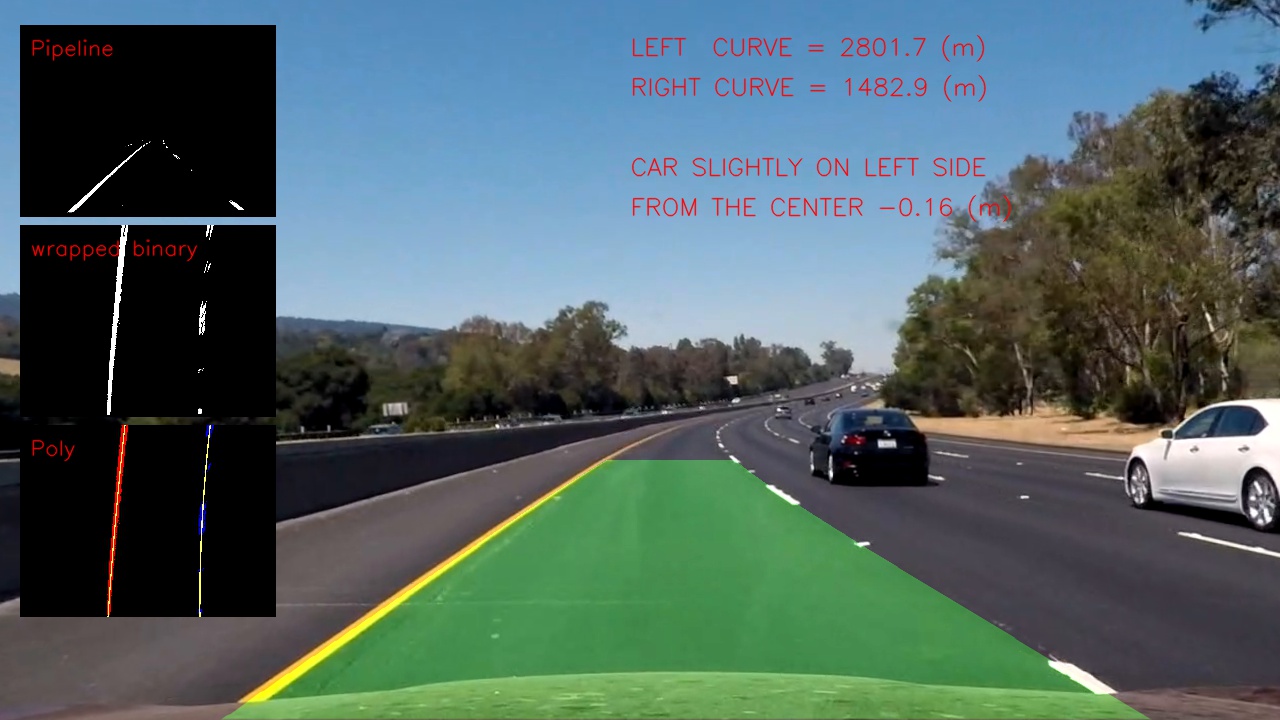 Pipeline
LEFT CURVE = 2801.7 (m)
RIGHT CURVE = 1482.9 (m)
CAR SLIGHTLY ON LEFT SIDE
FROM THE CENTER -0.16 (m)
wrapped binary
Poly